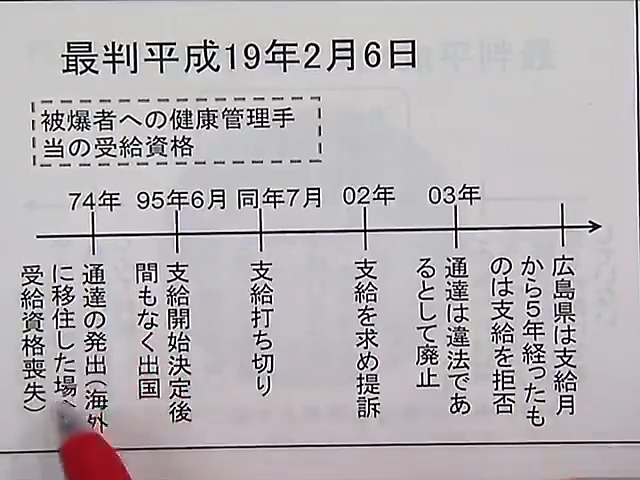 最判平成19年2月6日
被爆者への健康管理手
当の受給資格
74年
95年6月
同年7月
02年
03年
通達の発出(海外
に移住した場
受給資格喪失)
支給開始決定後
間もなく出国
支給打ち切り
支給を求め提訴
通達は違法であ
るとして廃止
広島県は支給月
から5年経ったも
のは支給を拒否